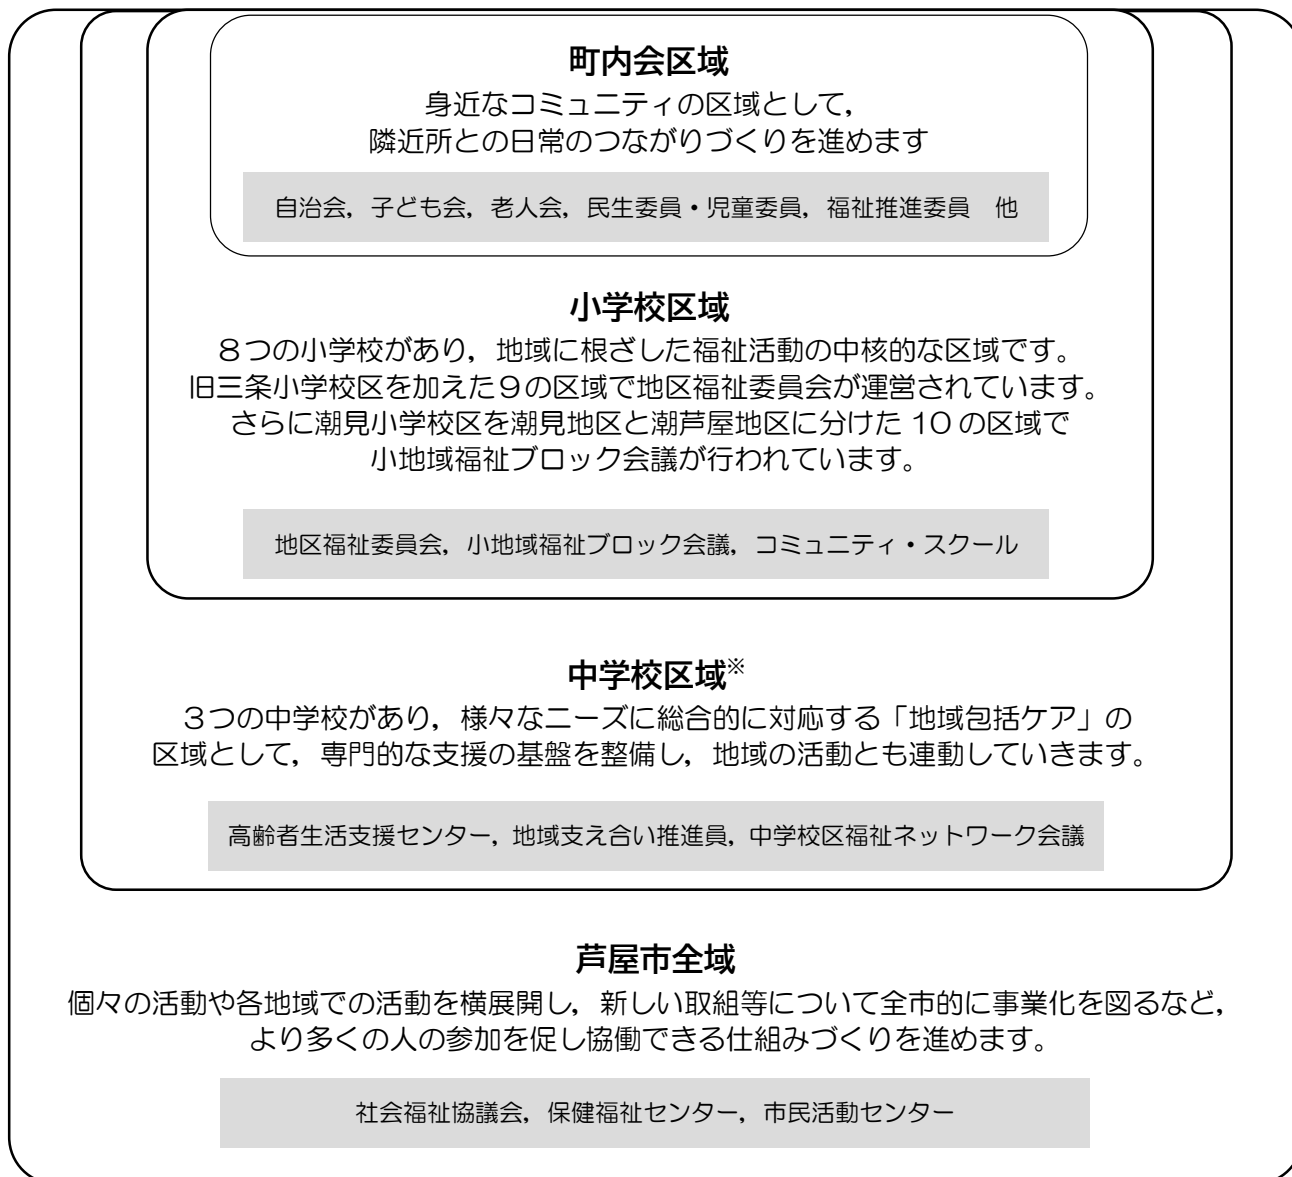 町内会区域
身近なコミュニティの区域として，
隣近所との日常のつながりづくりを進めます
自治会，子ども会，老人会，民生委員・児童委員，福祉推進委員　他
小学校区域
８つの小学校があり，地域に根ざした福祉活動の中核的な区域です。
旧三条小学校区を加えた９の区域で地区福祉委員会が運営されています。
さらに潮見小学校区を潮見地区と潮芦屋地区に分けた 10 の区域で
小地域福祉ブロック会議が行われています。
地区福祉委員会，小地域福祉ブロック会議，コミュニティ・スクール
中学校区域※
３つの中学校があり，様々なニーズに総合的に対応する「地域包括ケア」の
区域として，専門的な支援の基盤を整備し，地域の活動とも連動していきます。
高齢者生活支援センター，地域支え合い推進員，中学校区福祉ネットワーク会議
芦屋市全域
個々の活動や各地域での活動を横展開し，新しい取組等について全市的に事業化を図るなど，
より多くの人の参加を促し協働できる仕組みづくりを進めます。
社会福祉協議会，保健福祉センター，市民活動センター